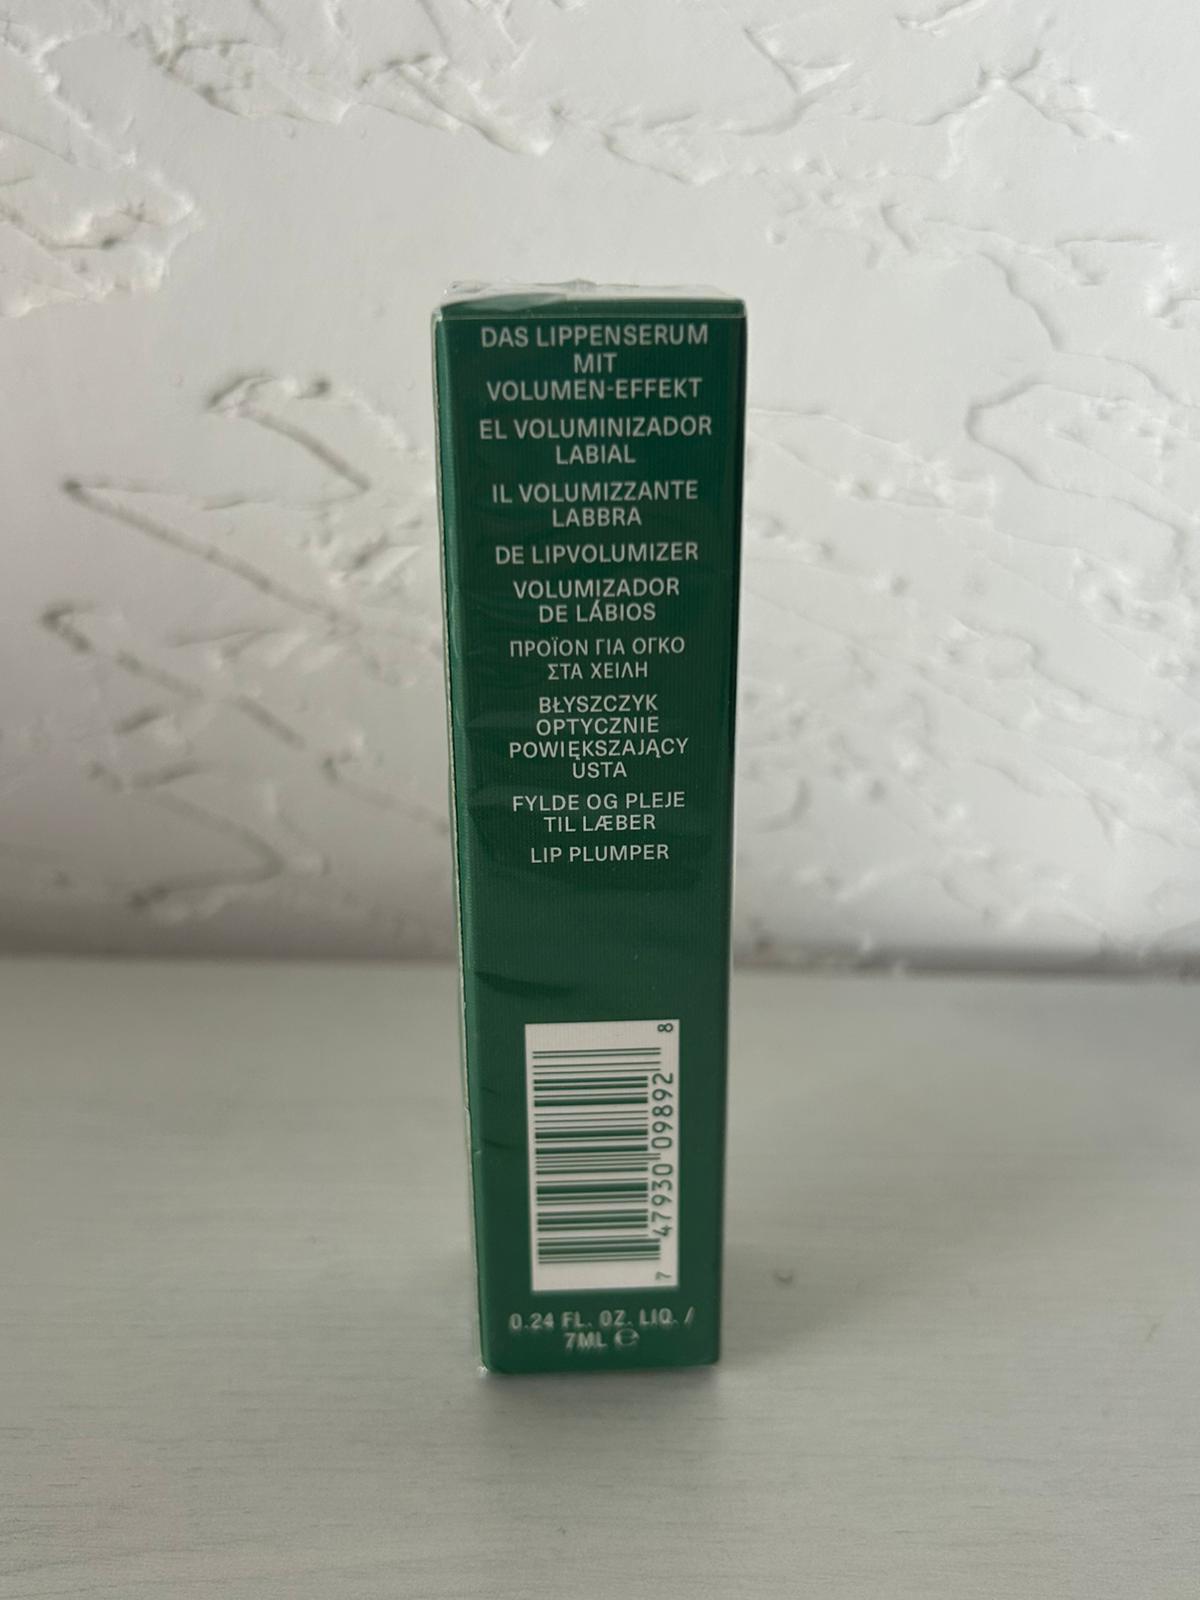 DAS LIPPENSERUM
MIT
VOLUMEN-EFFEKT
EL VOLUMINIZADOR
LABIAL
IL VOLUMIZZANTE
LABBRA
DE LIPVOLUMIZER
VOLUMIZADOR
DE LÁBIOS
ΠΡΟΪΟΝ ΓΙΑ ΟΓΚΟ
ΣΤΑ ΧΕΙΛΗ
BŁYSZCZYK
OPTYCZNIE
POWIĘKSZAJĄCY
USTA
FYLDE OG PLEJE
TIL LÆBER
LIP PLUMPER
7 47930 09892 8
0.24 FL. OZ. LIQ. /
7ML ℮